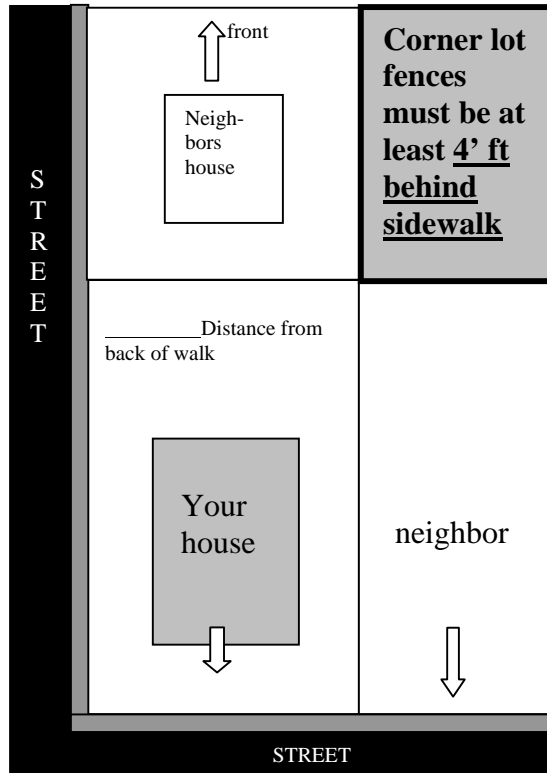 front
Neigh-
bors
house
Corner lot
fences
must be at
least 4’ ft
behind
sidewalk
S
T
R
E
E
T
_________Distance from
back of walk
Your
house
neighbor
STREET